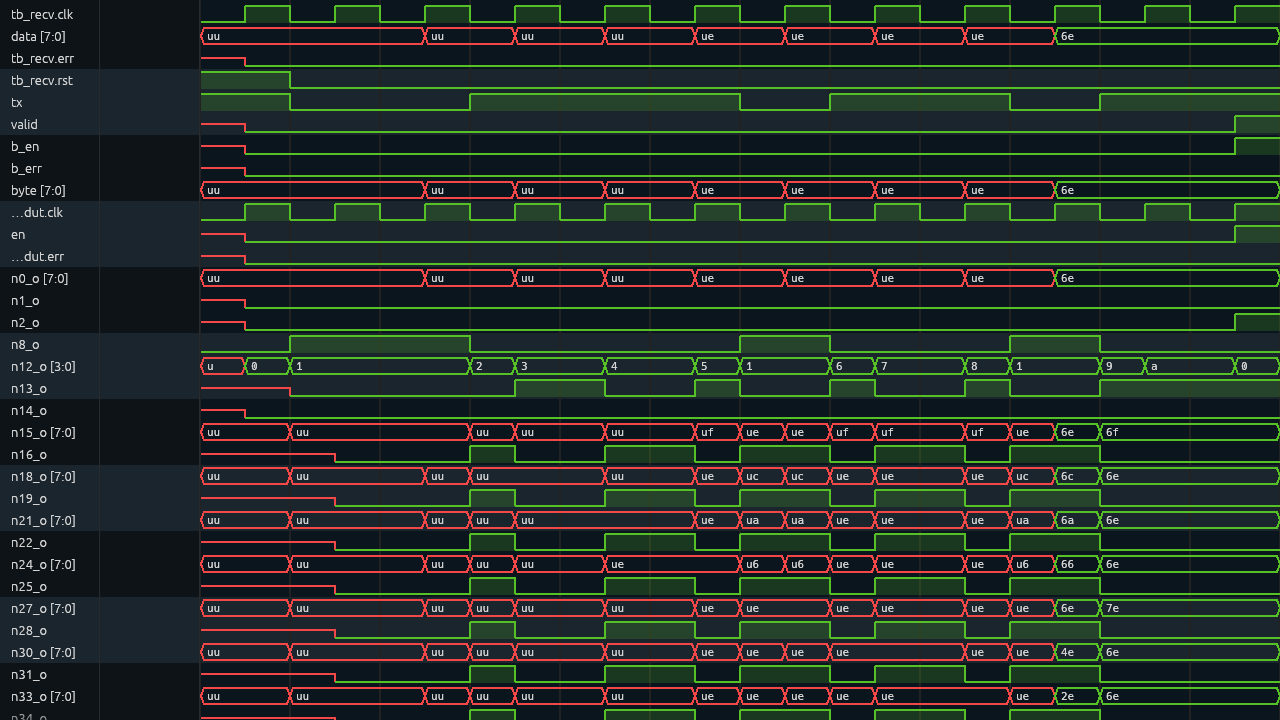 tb_recv.clk
data [7:0] uu uu uu uu ue ue ue ue 6e
tb_recv.err
tb_recv.rst
tx
valid
b_en
b_err
byte [7:0] uu uu uu uu ue ue ue ue 6e
…dut.clk
en
…dut.err
n0_o [7:0] uu uu uu uu ue ue ue ue 6e
n1_o
n2_o
n8_o
n12_o [3:0] u 0 1 2 3 4 5 1 6 7 8 1 9 a 0
n13_o
n14_o
n15_o [7:0] uu uu uu uu uu uf ue ue uf uf uf ue 6e 6f
n16_o
n18_o [7:0] uu uu uu uu uu ue uc uc ue ue ue uc 6c 6e
n19_o
n21_o [7:0] uu uu uu uu uu ue ua ua ue ue ue ua 6a 6e
n22_o
n24_o [7:0] uu uu uu uu uu ue u6 u6 ue ue ue u6 66 6e
n25_o
n27_o [7:0] uu uu uu uu uu uu ue ue ue ue ue ue 6e 7e
n28_o
n30_o [7:0] uu uu uu uu uu uu ue ue ue ue ue ue 4e 6e
n31_o
n33_o [7:0] uu uu uu uu uu uu ue ue ue ue ue ue 2e 6e
n34_o